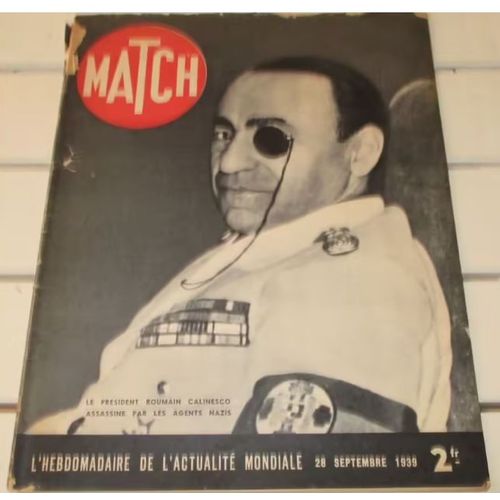 MATCH
LE PRESIDENT ROUMAIN CALINESCO
ASSASSINE PAR LES AGENTS NAZIS
L'HEBDOMADAIRE DE L'ACTUALITÉ MONDIALE 28 SEPTEMBRE 1939 2fr